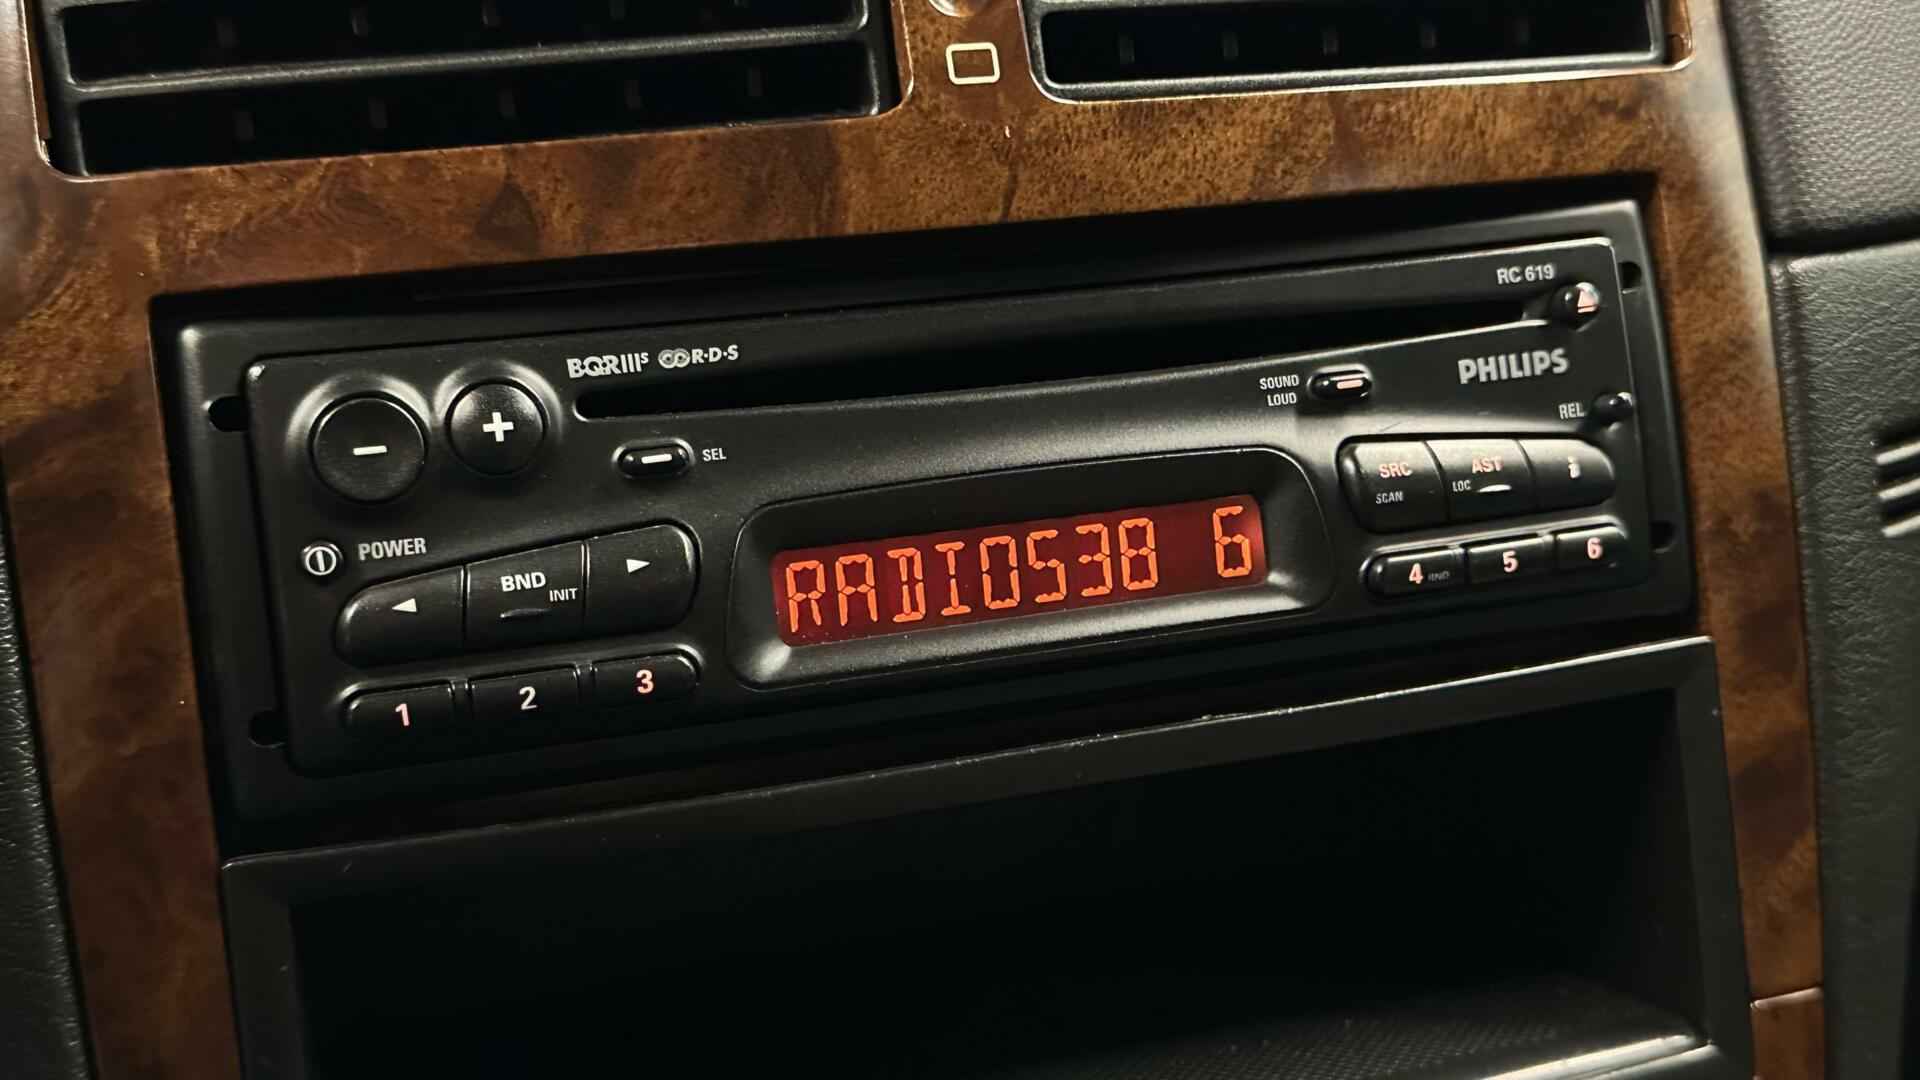 RC 619
BQRIIIS R·D·S
PHILIPS
SOUND
LOUD
REL
SEL
SRC
SCAN
AST
LOC
i
POWER
BND
INIT
RADIO538 6
1 2 3
4 RND 5 6